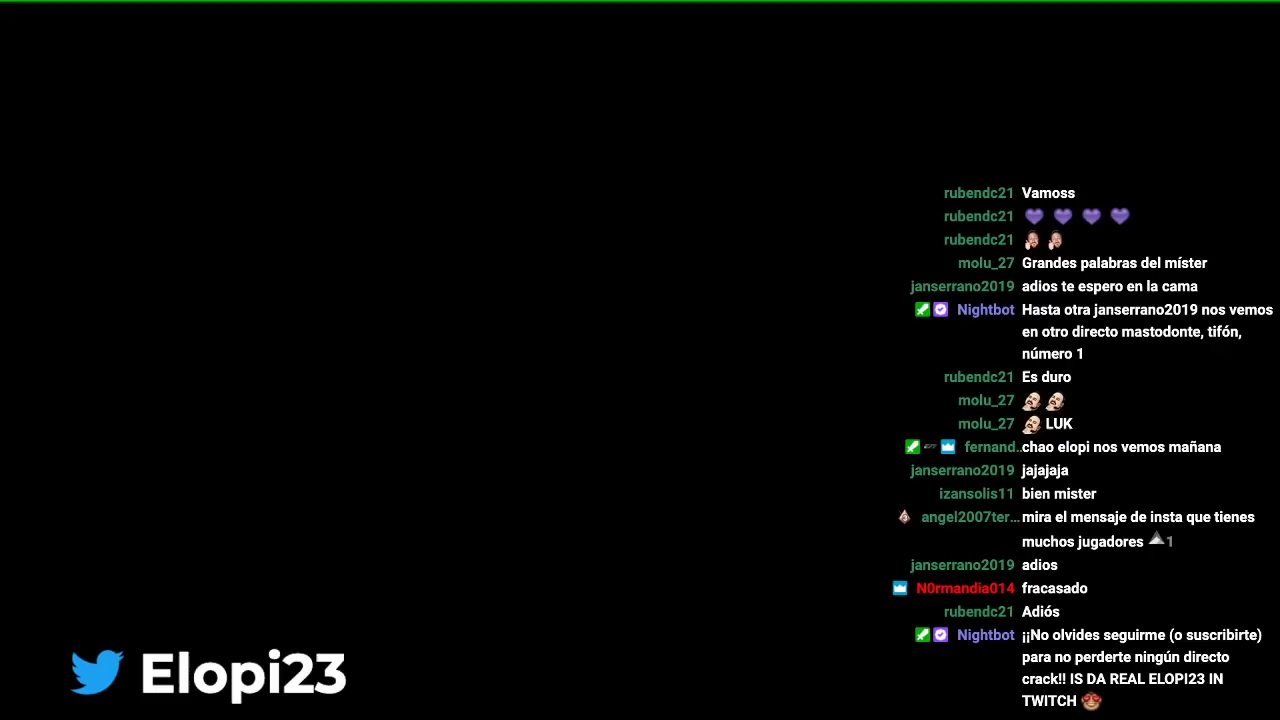 rubendc21 Vamoss
rubendc21
rubendc21
molu_27 Grandes palabras del míster
janserrano2019 adios te espero en la cama
Nightbot Hasta otra janserrano2019 nos vemos
en otro directo mastodonte, tifón,
número 1
rubendc21 Es duro
molu_27
molu_27 LUK
fernand… chao elopi nos vemos mañana
janserrano2019 jajajaja
izansolis11 bien mister
angel2007ter… mira el mensaje de insta que tienes
muchos jugadores 1
janserrano2019 adios
N0rmandia014 fracasado
rubendc21 Adiós
Nightbot ¡¡No olvides seguirme (o suscribirte)
para no perderte ningún directo
crack!! IS DA REAL ELOPI23 IN
TWITCH
Elopi23